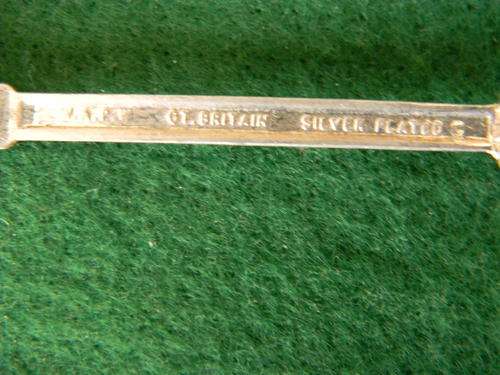 GT. BRITAIN SILVER PLATED